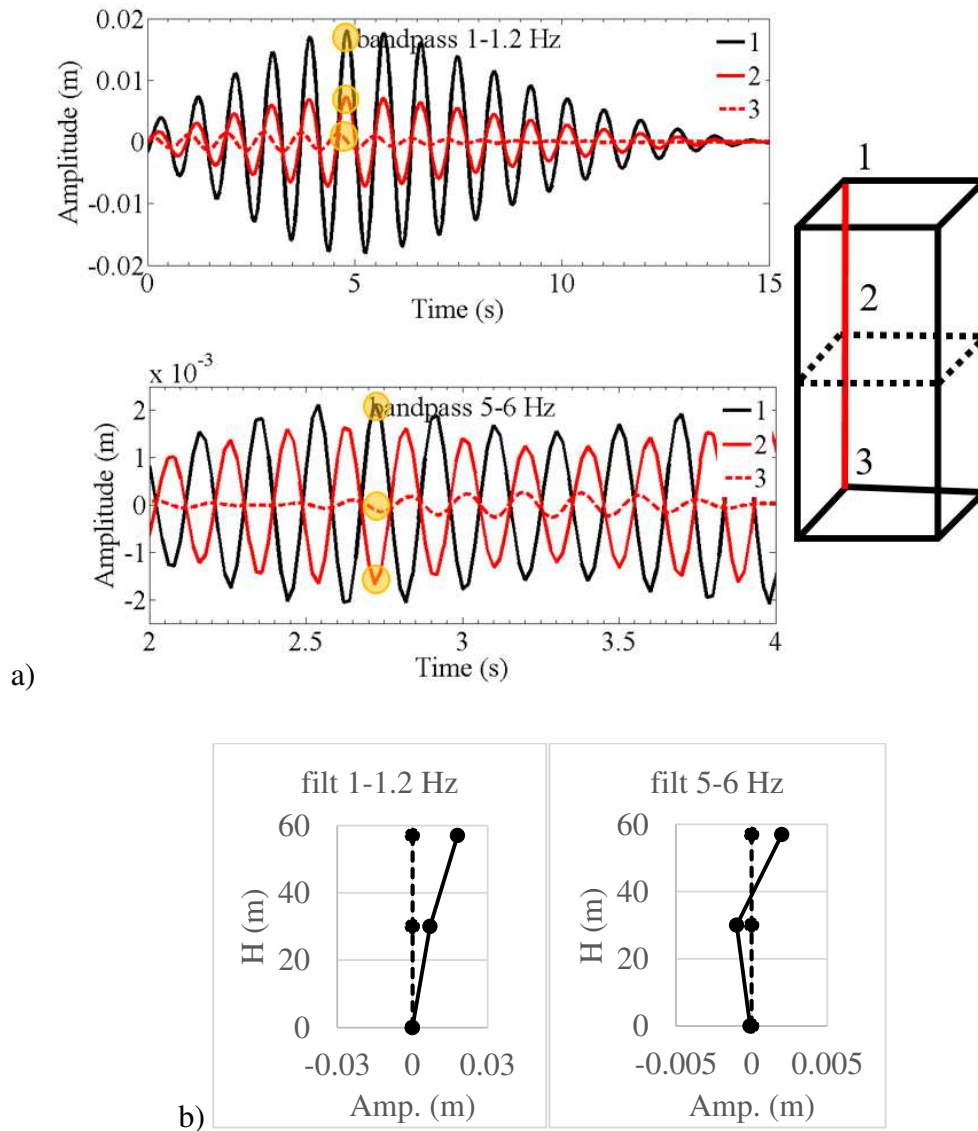 0.02
0.01
0
-0.01
0.02
Amplitude (m)
bandpass 1-1.2 Hz
1
2
3
0 5 10 15
Time (s)
x 10-3
2
1
0
-1
-2
Amplitude (m)
bandpass 5-6 Hz
1
2
3
2 2.5 3 3.5 4
Time (s)
1
2
3
a)
filt 1-1.2 Hz
60
40
20
0
H (m)
-0.03 0 0.03
Amp. (m)
filt 5-6 Hz
60
40
20
0
H (m)
-0.005 0 0.005
Amp. (m)
b)